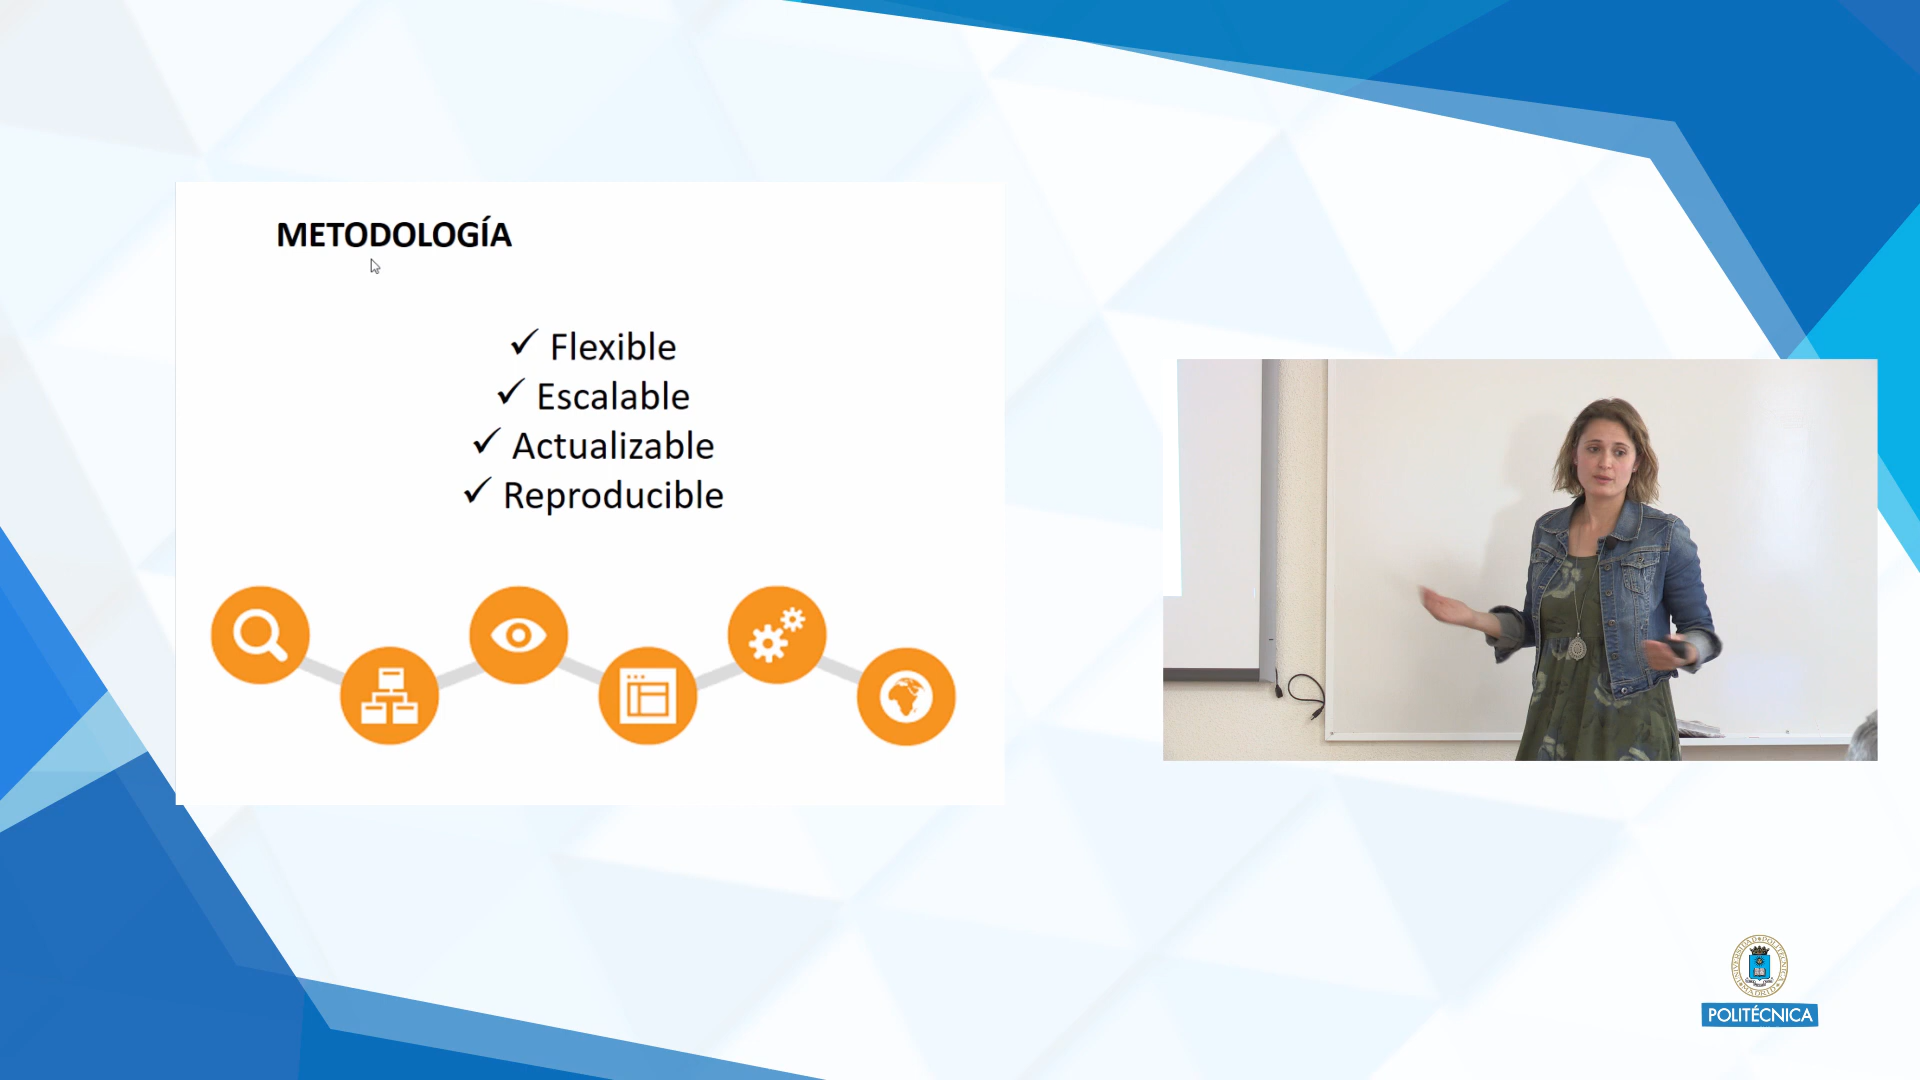 METODOLOGÍA
✓ Flexible
✓ Escalable
✓ Actualizable
✓ Reproducible
POLITÉCNICA